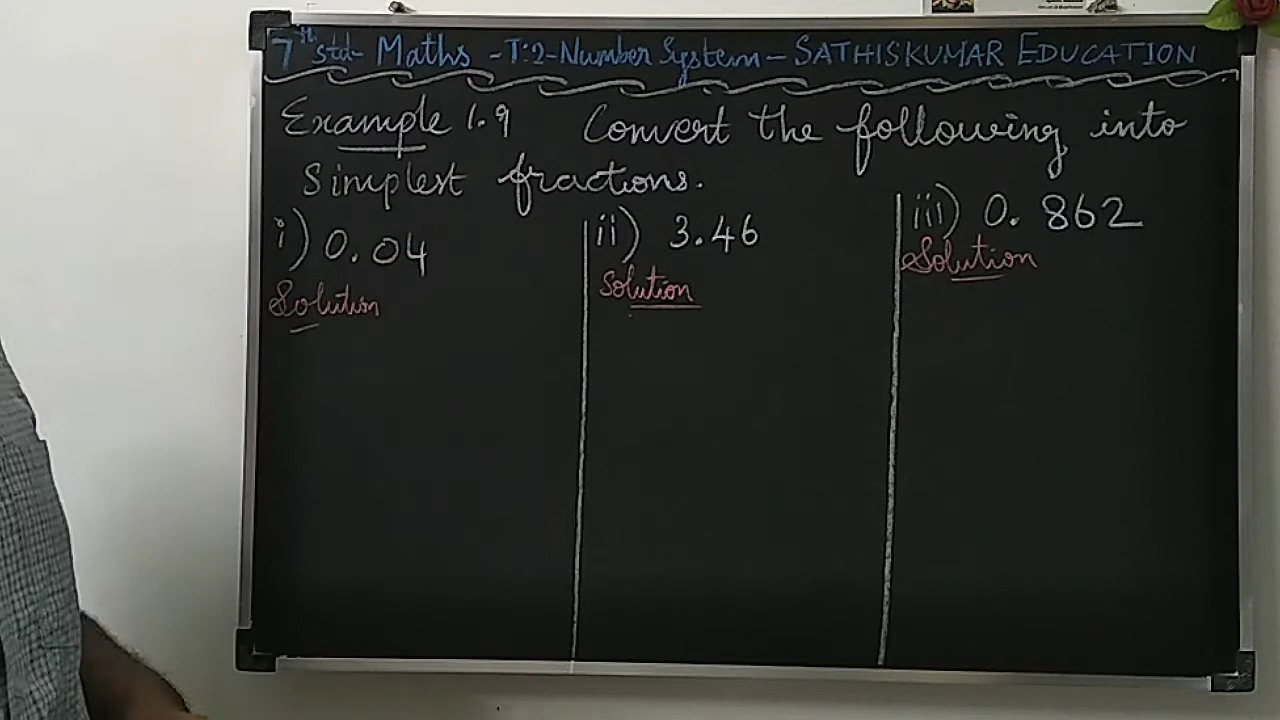 7th Std - Maths - T:2 - Number System - SATHISKUMAR EDUCATION
Example 1.9 Convert the following into
Simplest fractions.
i) 0.04
Solution
ii) 3.46
Solution
iii) 0.862
Solution